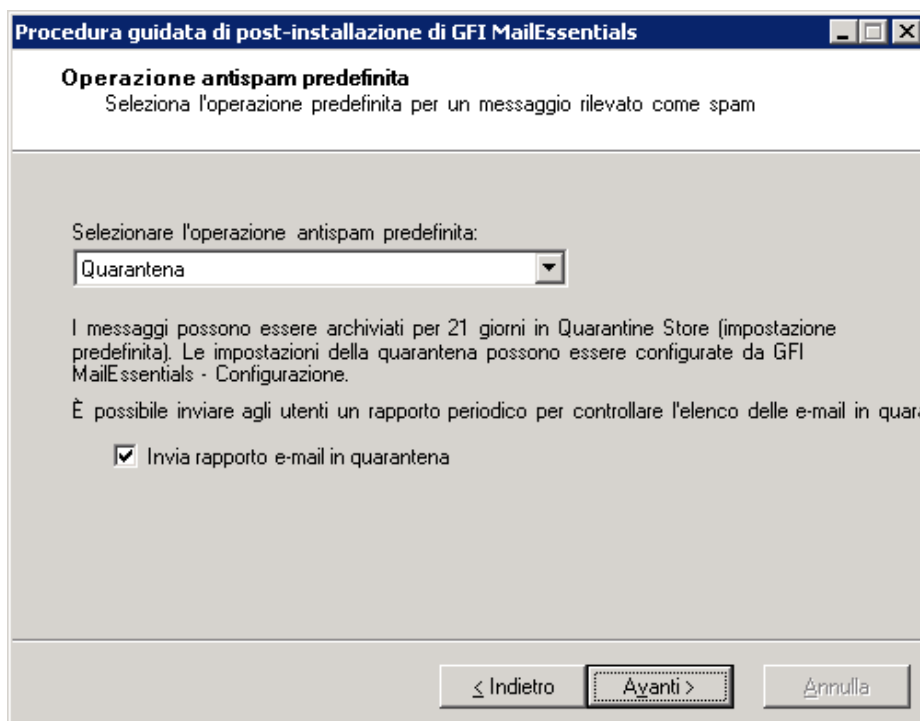 Procedura guidata di post-installazione di GFI MailEssentials
Operazione antispam predefinita
Seleziona l'operazione predefinita per un messaggio rilevato come spam
Selezionare l'operazione antispam predefinita:
Quarantena
I messaggi possono essere archiviati per 21 giorni in Quarantine Store (impostazione
predefinita). Le impostazioni della quarantena possono essere configurate da GFI
MailEssentials - Configurazione.
È possibile inviare agli utenti un rapporto periodico per controllare l'elenco delle e-mail in quar
Invia rapporto e-mail in quarantena
< Indietro
Avanti >
Annulla